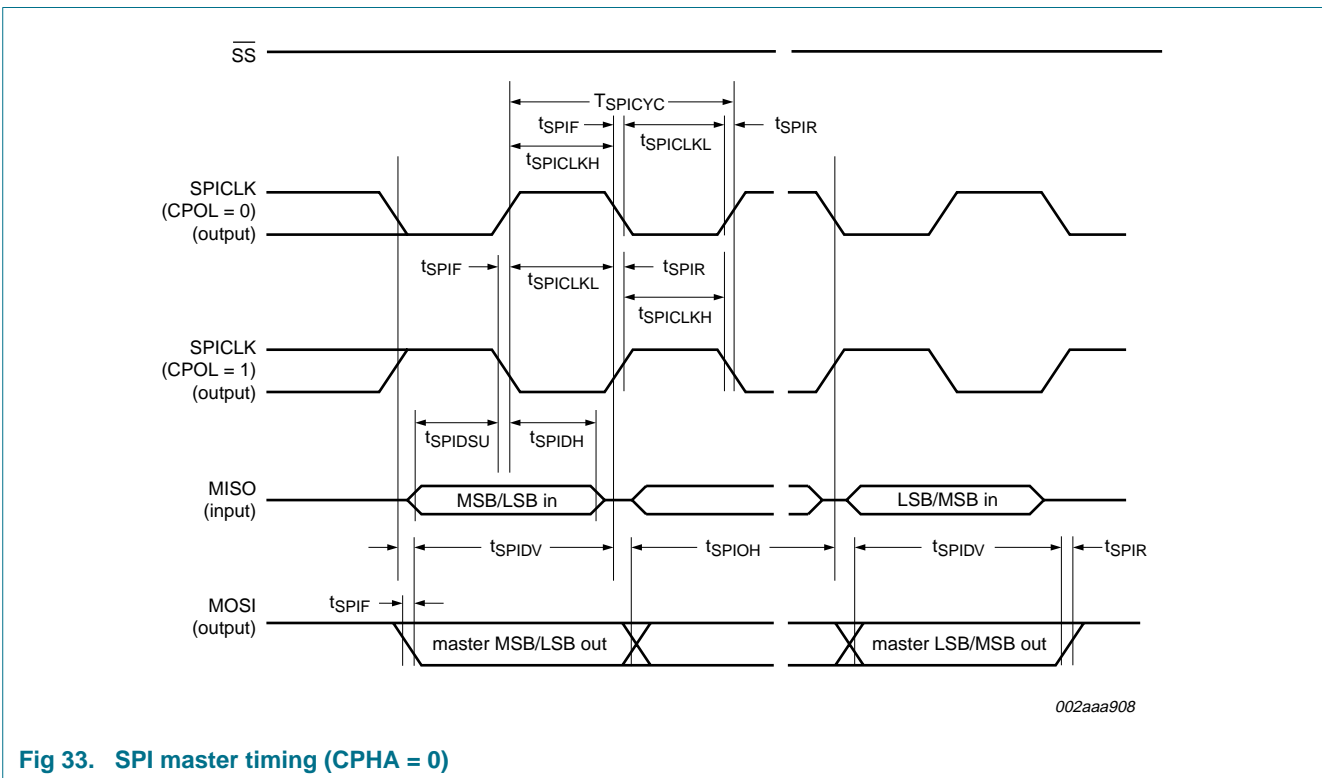 SS
TSPICYC
tSPIF
tSPICLKL
tSPIR
tSPICLKH
SPICLK
(CPOL = 0)
(output)
tSPIF
tSPICLKL
tSPIR
tSPICLKH
SPICLK
(CPOL = 1)
(output)
tSPIDSU
tSPIDH
MISO
(input)
MSB/LSB in
LSB/MSB in
tSPIDV
tSPIOH
tSPIDV
tSPIR
tSPIF
MOSI
(output)
master MSB/LSB out
master LSB/MSB out
002aaa908
Fig 33. SPI master timing (CPHA = 0)